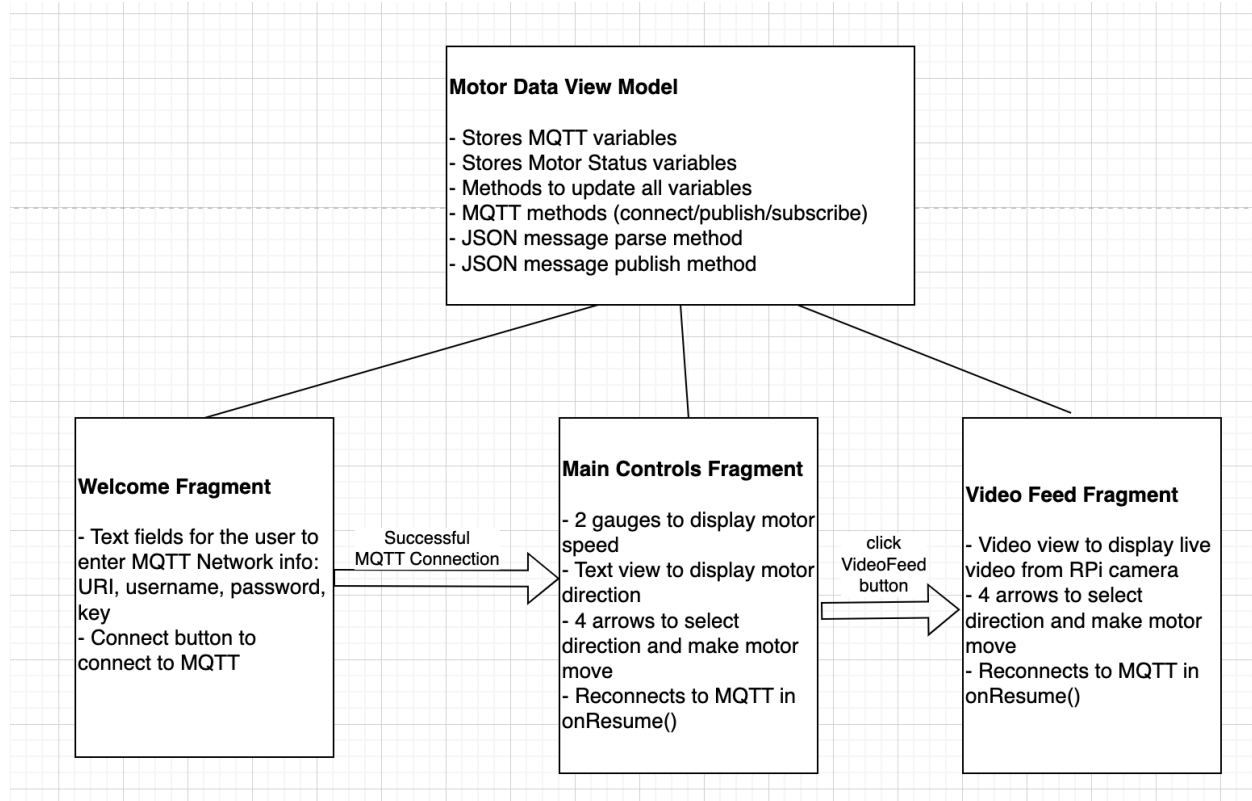 Motor Data View Model
- Stores MQTT variables
- Stores Motor Status variables
- Methods to update all variables
- MQTT methods (connect/publish/subscribe)
- JSON message parse method
- JSON message publish method
Welcome Fragment
- Text fields for the user to
enter MQTT Network info:
URI, username, password,
key
- Connect button to
connect to MQTT
Successful
MQTT Connection
Main Controls Fragment
- 2 gauges to display motor
speed
- Text view to display motor
direction
- 4 arrows to select
direction and make motor
move
- Reconnects to MQTT in
onResume()
click
VideoFeed
button
Video Feed Fragment
- Video view to display live
video from RPi camera
- 4 arrows to select
direction and make motor
move
- Reconnects to MQTT in
onResume()